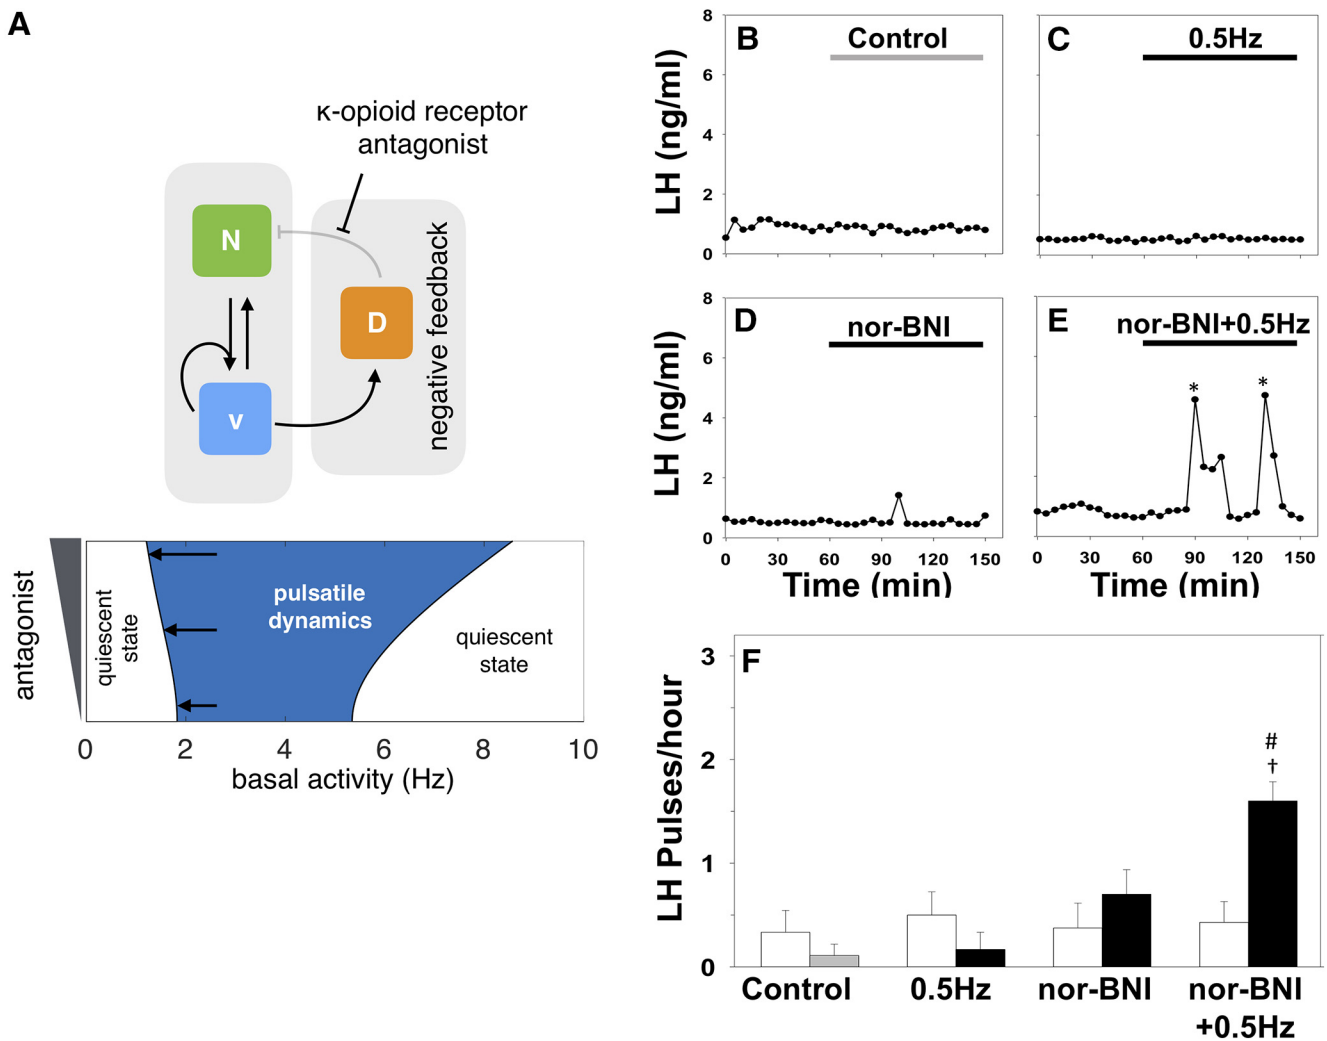 A
κ-opioid receptor
antagonist
N
D
v
negative feedback
antagonist
quiescent
state
pulsatile
dynamics
quiescent
state
0 2 4 6 8 10
basal activity (Hz)
B
Control
LH (ng/ml)
8
6
4
2
0
C
0.5Hz
D
nor-BNI
LH (ng/ml)
8
6
4
2
0
0 30 60 90 120 150
Time (min)
E
nor-BNI+0.5Hz
*
*
0 30 60 90 120 150
Time (min)
F
LH Pulses/hour
3
2
1
0
#
†
Control
0.5Hz
nor-BNI
nor-BNI
+0.5Hz